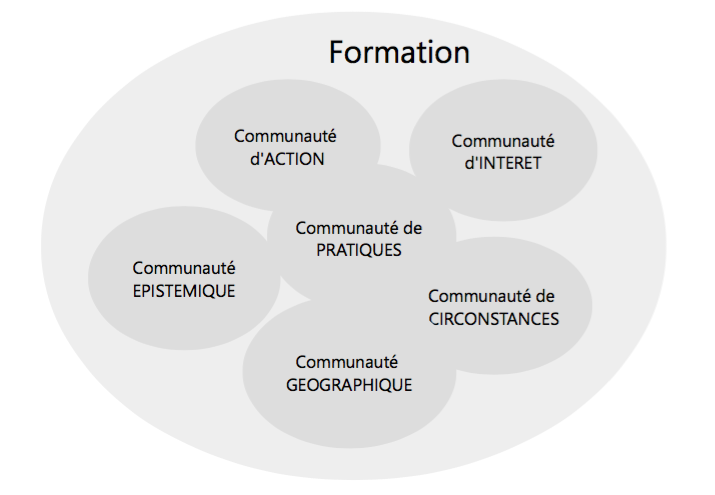 Formation
Communauté
d'ACTION
Communauté
d'INTERET
Communauté de
PRATIQUES
Communauté
EPISTEMIQUE
Communauté de
CIRCONSTANCES
Communauté
GEOGRAPHIQUE